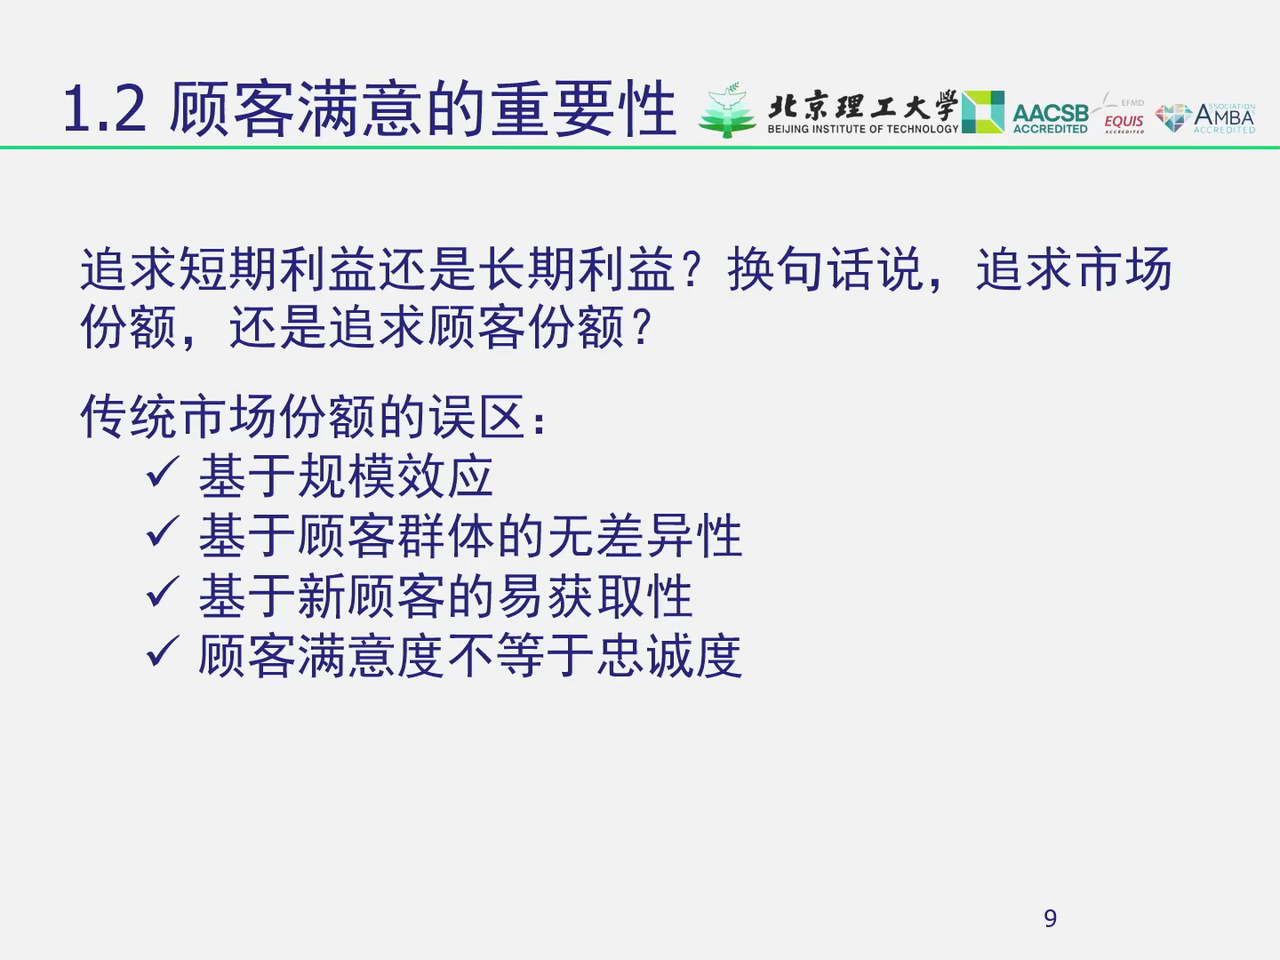 1.2 顾客满意的重要性
北京理工大学
BEIJING INSTITUTE OF TECHNOLOGY
AACSB
ACCREDITED
EFMD
EQUIS
ACCREDITED
ASSOCIATION
AMBA
ACCREDITED
追求短期利益还是长期利益？换句话说，追求市场
份额，还是追求顾客份额？
传统市场份额的误区：
✓ 基于规模效应
✓ 基于顾客群体的无差异性
✓ 基于新顾客的易获取性
✓ 顾客满意度不等于忠诚度
9